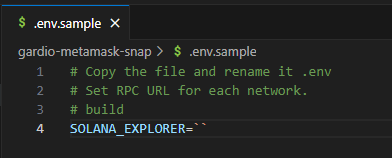 $ .env.sample ×
gardio-metamask-snap > $ .env.sample
1 # Copy the file and rename it .env
2 # Set RPC URL for each network.
3 # build
4 SOLANA_EXPLORER=``